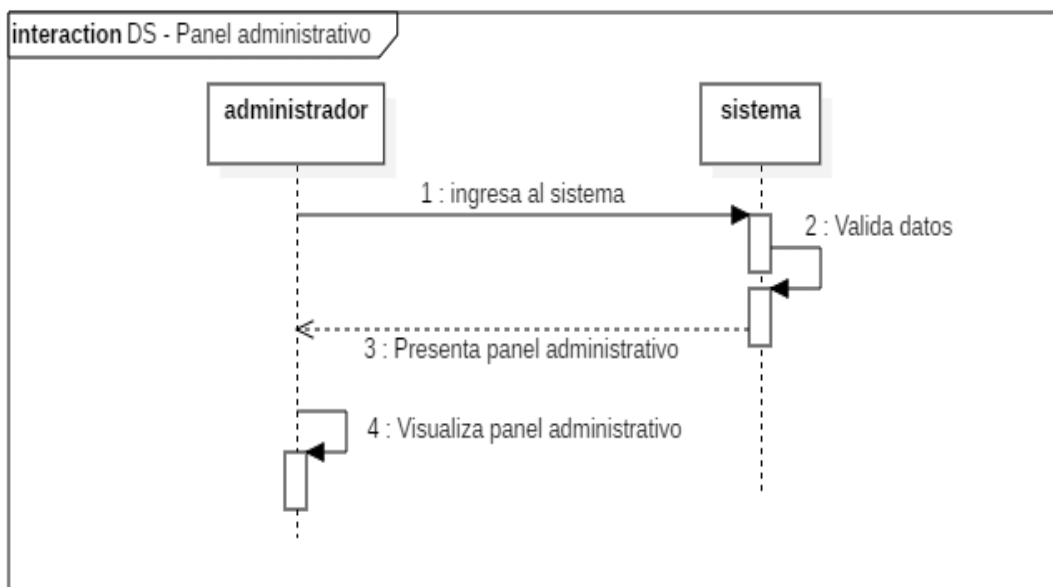 interaction DS - Panel administrativo
administrador
sistema
1 : ingresa al sistema
2 : Valida datos
3 : Presenta panel administrativo
4 : Visualiza panel administrativo